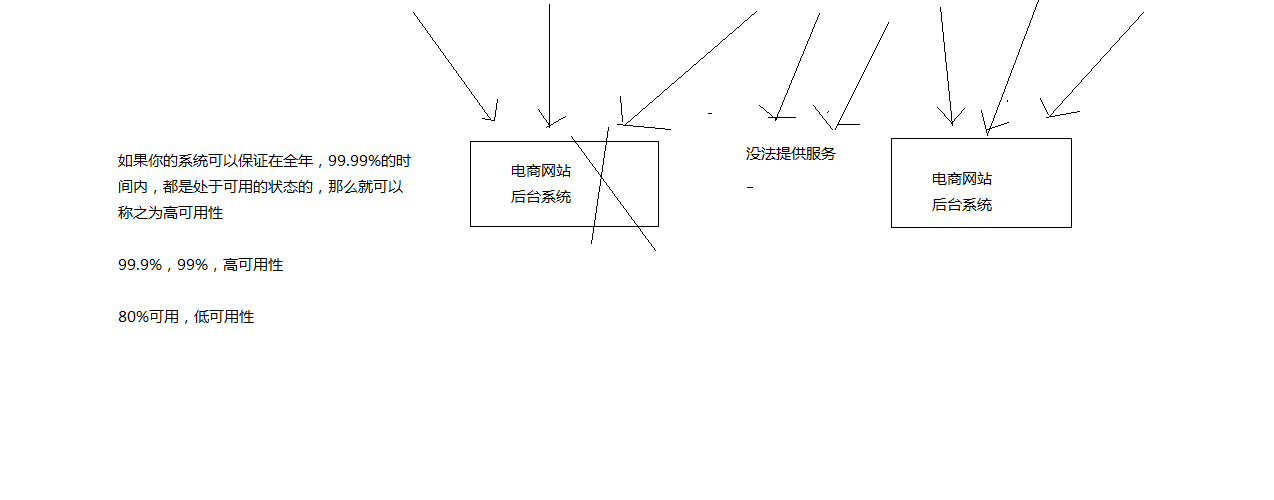 如果你的系统可以保证在全年，99.99%的时
间内，都是处于可用的状态的，那么就可以
称之为高可用性
99.9%，99%，高可用性
80%可用，低可用性
电商网站
后台系统
没法提供服务
电商网站
后台系统